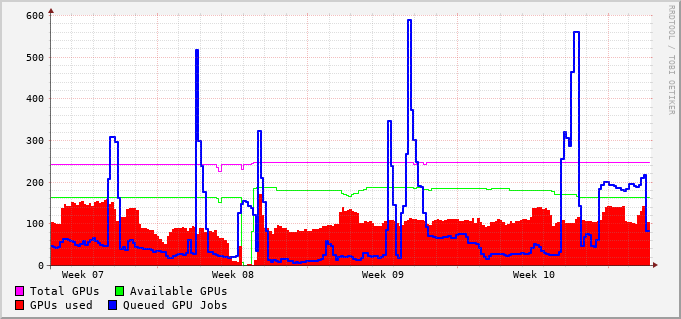 600
500
400
300
200
100
0
Week 07 Week 08 Week 09 Week 10
Total GPUs Available GPUs
GPUs used Queued GPU Jobs
RRDTOOL / TOBI OETIKER